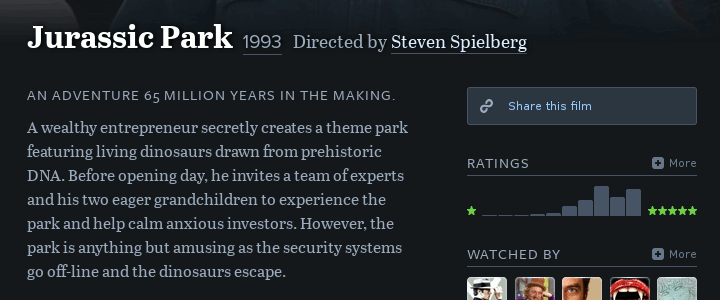 Jurassic Park 1993 Directed by Steven Spielberg
AN ADVENTURE 65 MILLION YEARS IN THE MAKING.
A wealthy entrepreneur secretly creates a theme park
featuring living dinosaurs drawn from prehistoric
DNA. Before opening day, he invites a team of experts
and his two eager grandchildren to experience the
park and help calm anxious investors. However, the
park is anything but amusing as the security systems
go off-line and the dinosaurs escape.
Share this film
RATINGS More
WATCHED BY More